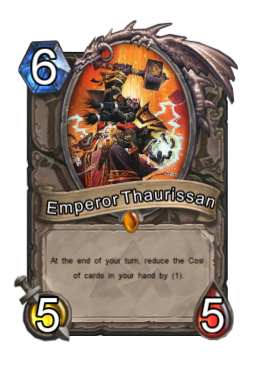 6
Emperor Thaurissan
At the end of your turn, reduce the Cost
of cards in your hand by (1).
5
5